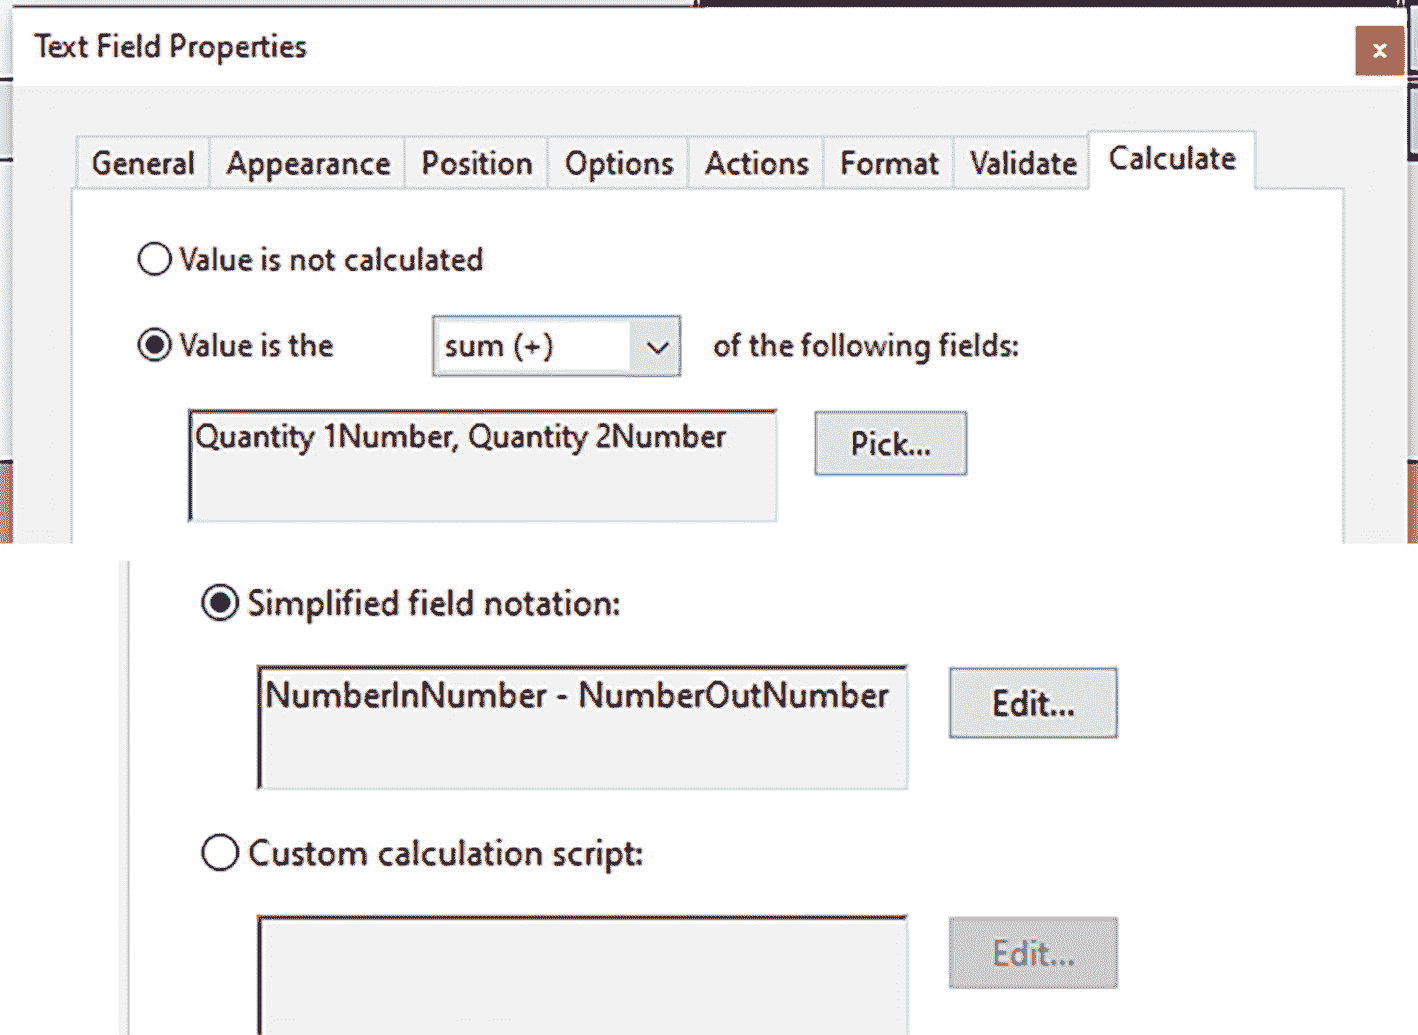 Text Field Properties
x
General Appearance Position Options Actions Format Validate Calculate
Value is not calculated
Value is the sum (+) of the following fields:
Quantity 1Number, Quantity 2Number Pick...
Simplified field notation:
NumberInNumber - NumberOutNumber Edit...
Custom calculation script:
Edit...